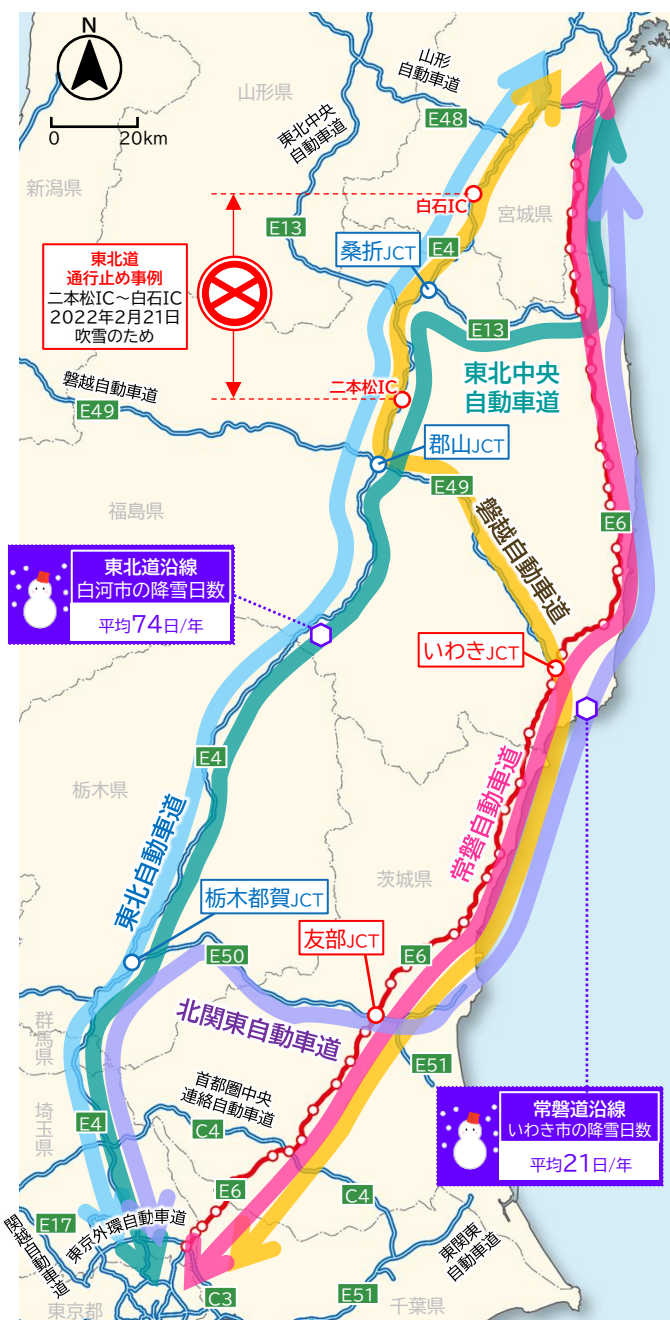 N
0
20km
山形
自動車道
山形県
E48
東北中央
自動車道
新潟県
白石IC
宮城県
E13
E4
桑折JCT
東北道
通行止め事例
二本松IC～白石IC
2022年2月21日
吹雪のため
E13
東北中央
自動車道
磐越自動車道
E49
二本松IC
郡山JCT
E49
福島県
磐越自動車道
E6
東北道沿線
白河市の降雪日数
平均74日/年
いわきJCT
E4
栃木県
東北自動車道
常磐自動車道
茨城県
栃木都賀JCT
友部JCT
E50
E6
北関東自動車道
群馬県
E51
首都圏中央
連絡自動車道
埼玉県
E4
C4
常磐道沿線
いわき市の降雪日数
平均21日/年
E6
C4
E17
東京外環自動車道
関越自動車道
東関東
自動車道
C3
E51
東京都
千葉県